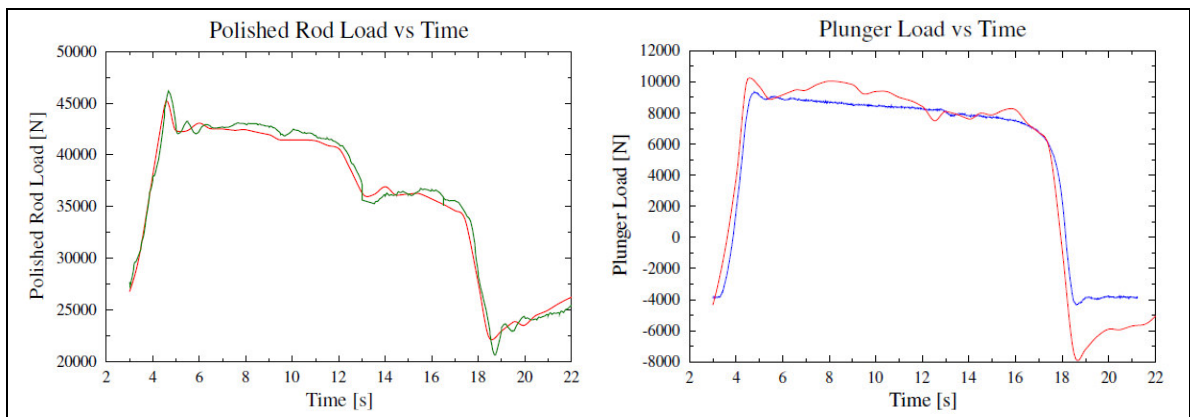 Polished Rod Load vs Time
50000
45000
40000
35000
30000
25000
20000
2 4 6 8 10 12 14 16 18 20 22
Polished Rod Load [N]
Time [s]
Plunger Load vs Time
12000
10000
8000
6000
4000
2000
0
-2000
-4000
-6000
-8000
2 4 6 8 10 12 14 16 18 20 22
Plunger Load [N]
Time [s]